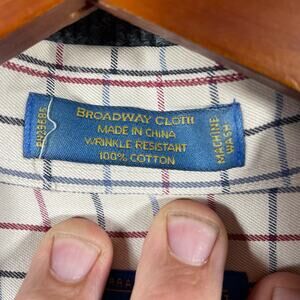 BROADWAY CLOTH
MADE IN CHINA
WRINKLE RESISTANT
100% COTTON
MACHINE
WASH